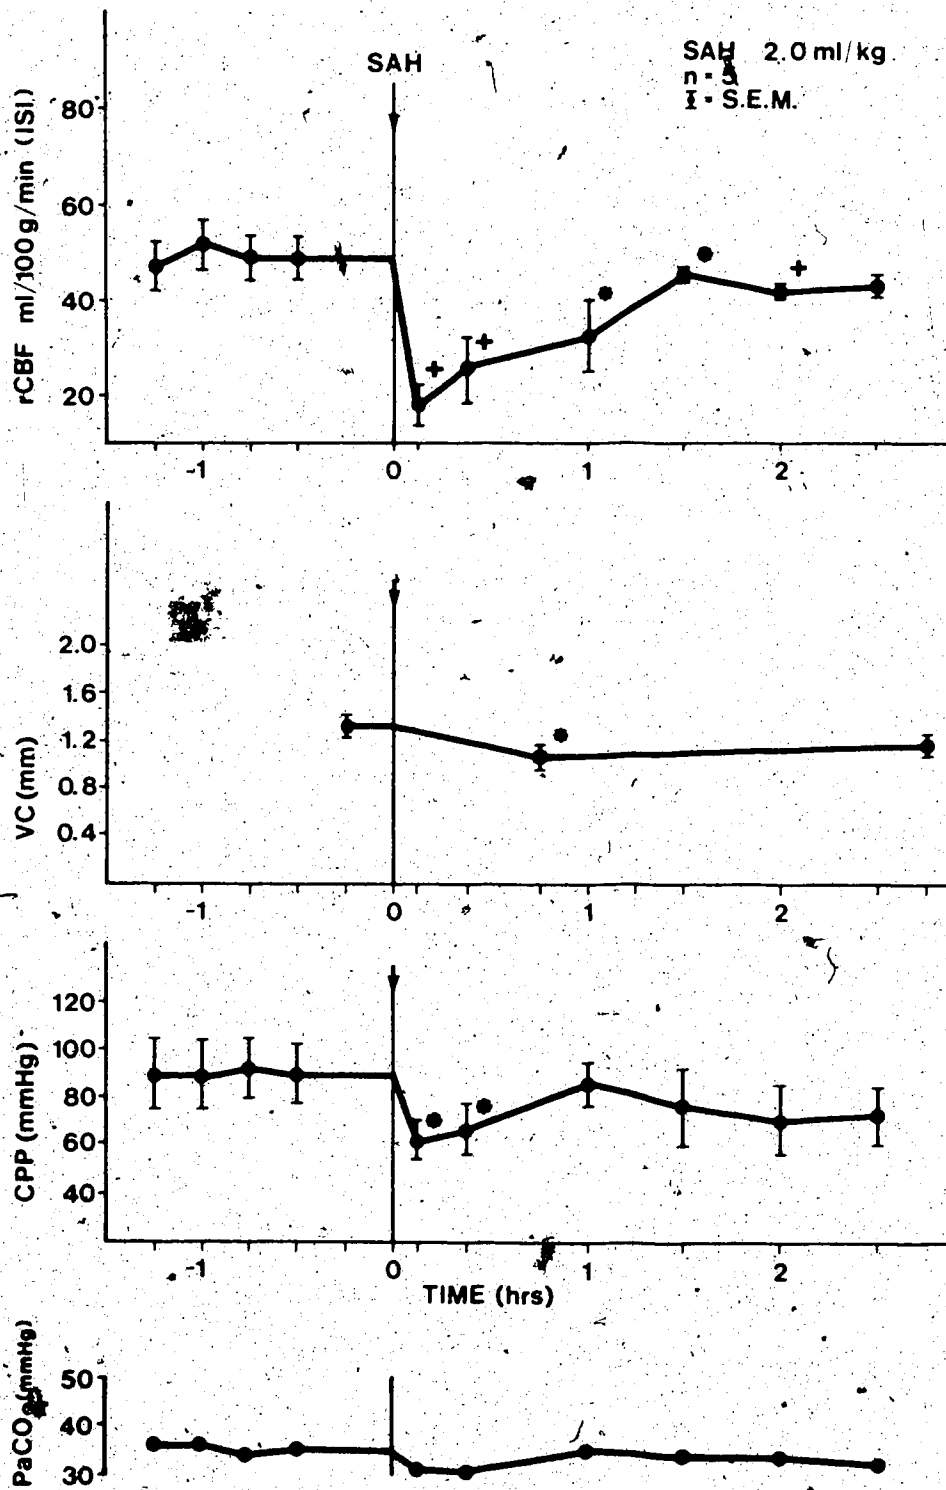 SAH
SAH 2.0 ml/kg
n =
I = S.E.M.
rCBF ml/100g/min (ISI)
80
60
40
20
-1 0 1 2
VC (mm)
2.0
1.6
1.2
0.8
0.4
-1 0 1 2
CPP (mmHg)
120
100
80
60
40
-1 0 1 2
TIME (hrs)
PaCO₂ (mmHg)
50
40
30